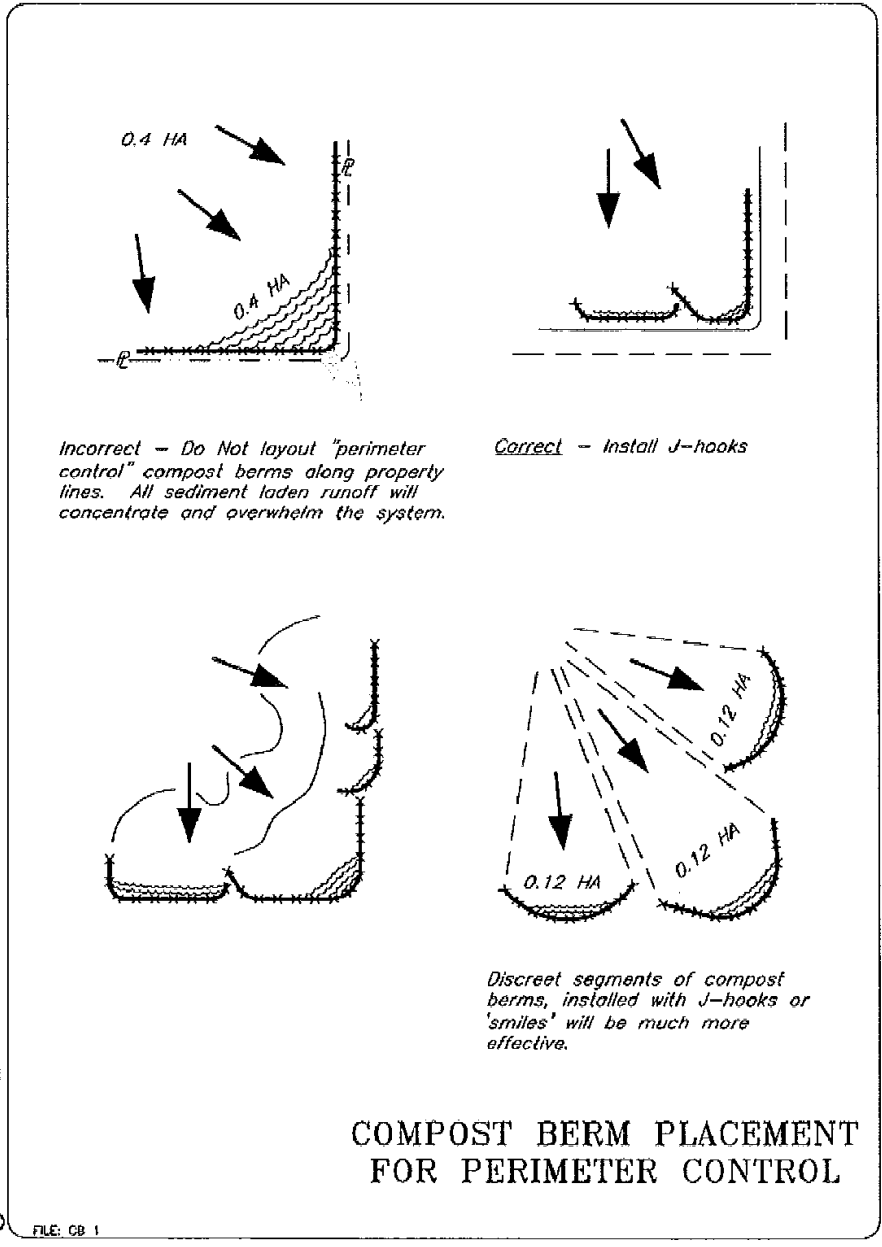 0.4 HA
0.4 HA
PL
PL
Incorrect – Do Not layout "perimeter
control" compost berms along property
lines. All sediment laden runoff will
concentrate and overwhelm the system.
Correct – Install J-hooks
0.12 HA
0.12 HA
0.12 HA
Discreet segments of compost
berms, installed with J-hooks or
'smiles' will be much more
effective.
COMPOST BERM PLACEMENT
FOR PERIMETER CONTROL
FILE: CB 1